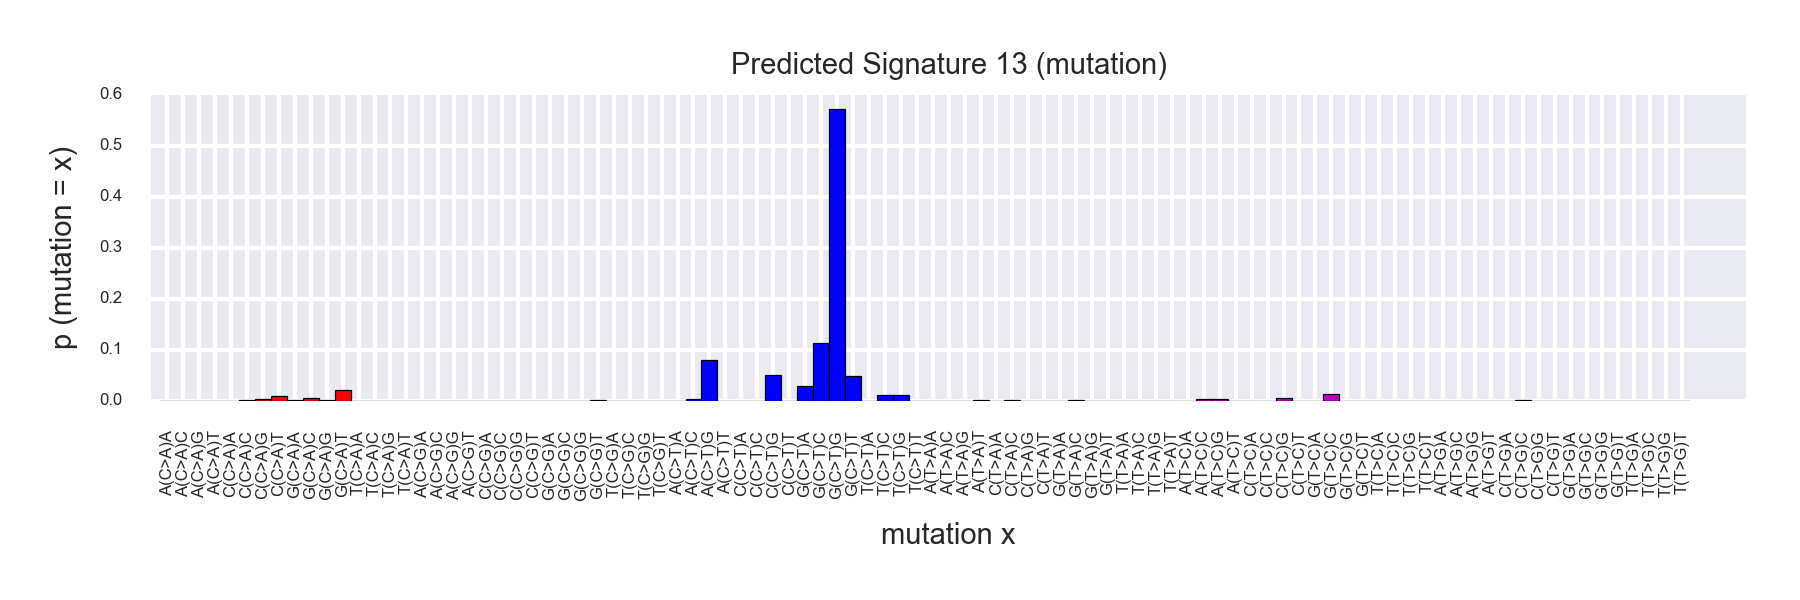 Predicted Signature 13 (mutation)
0.6
0.5
0.4
0.3
0.2
0.1
0.0
p (mutation = x)
A(C>A)A
A(C>A)C
A(C>A)G
A(C>A)T
C(C>A)A
C(C>A)C
C(C>A)G
C(C>A)T
G(C>A)A
G(C>A)C
G(C>A)G
G(C>A)T
T(C>A)A
T(C>A)C
T(C>A)G
T(C>A)T
A(C>G)A
A(C>G)C
A(C>G)G
A(C>G)T
C(C>G)A
C(C>G)C
C(C>G)G
C(C>G)T
G(C>G)A
G(C>G)C
G(C>G)G
G(C>G)T
T(C>G)A
T(C>G)C
T(C>G)G
T(C>G)T
A(C>T)A
A(C>T)C
A(C>T)G
A(C>T)T
C(C>T)A
C(C>T)C
C(C>T)G
C(C>T)T
G(C>T)A
G(C>T)C
G(C>T)G
G(C>T)T
T(C>T)A
T(C>T)C
T(C>T)G
T(C>T)T
A(T>A)A
A(T>A)C
A(T>A)G
A(T>A)T
C(T>A)A
C(T>A)C
C(T>A)G
C(T>A)T
G(T>A)A
G(T>A)C
G(T>A)G
G(T>A)T
T(T>A)A
T(T>A)C
T(T>A)G
T(T>A)T
A(T>C)A
A(T>C)C
A(T>C)G
A(T>C)T
C(T>C)A
C(T>C)C
C(T>C)G
C(T>C)T
G(T>C)A
G(T>C)C
G(T>C)G
G(T>C)T
T(T>C)A
T(T>C)C
T(T>C)G
T(T>C)T
A(T>G)A
A(T>G)C
A(T>G)G
A(T>G)T
C(T>G)A
C(T>G)C
C(T>G)G
C(T>G)T
G(T>G)A
G(T>G)C
G(T>G)G
G(T>G)T
T(T>G)A
T(T>G)C
T(T>G)G
T(T>G)T
mutation x